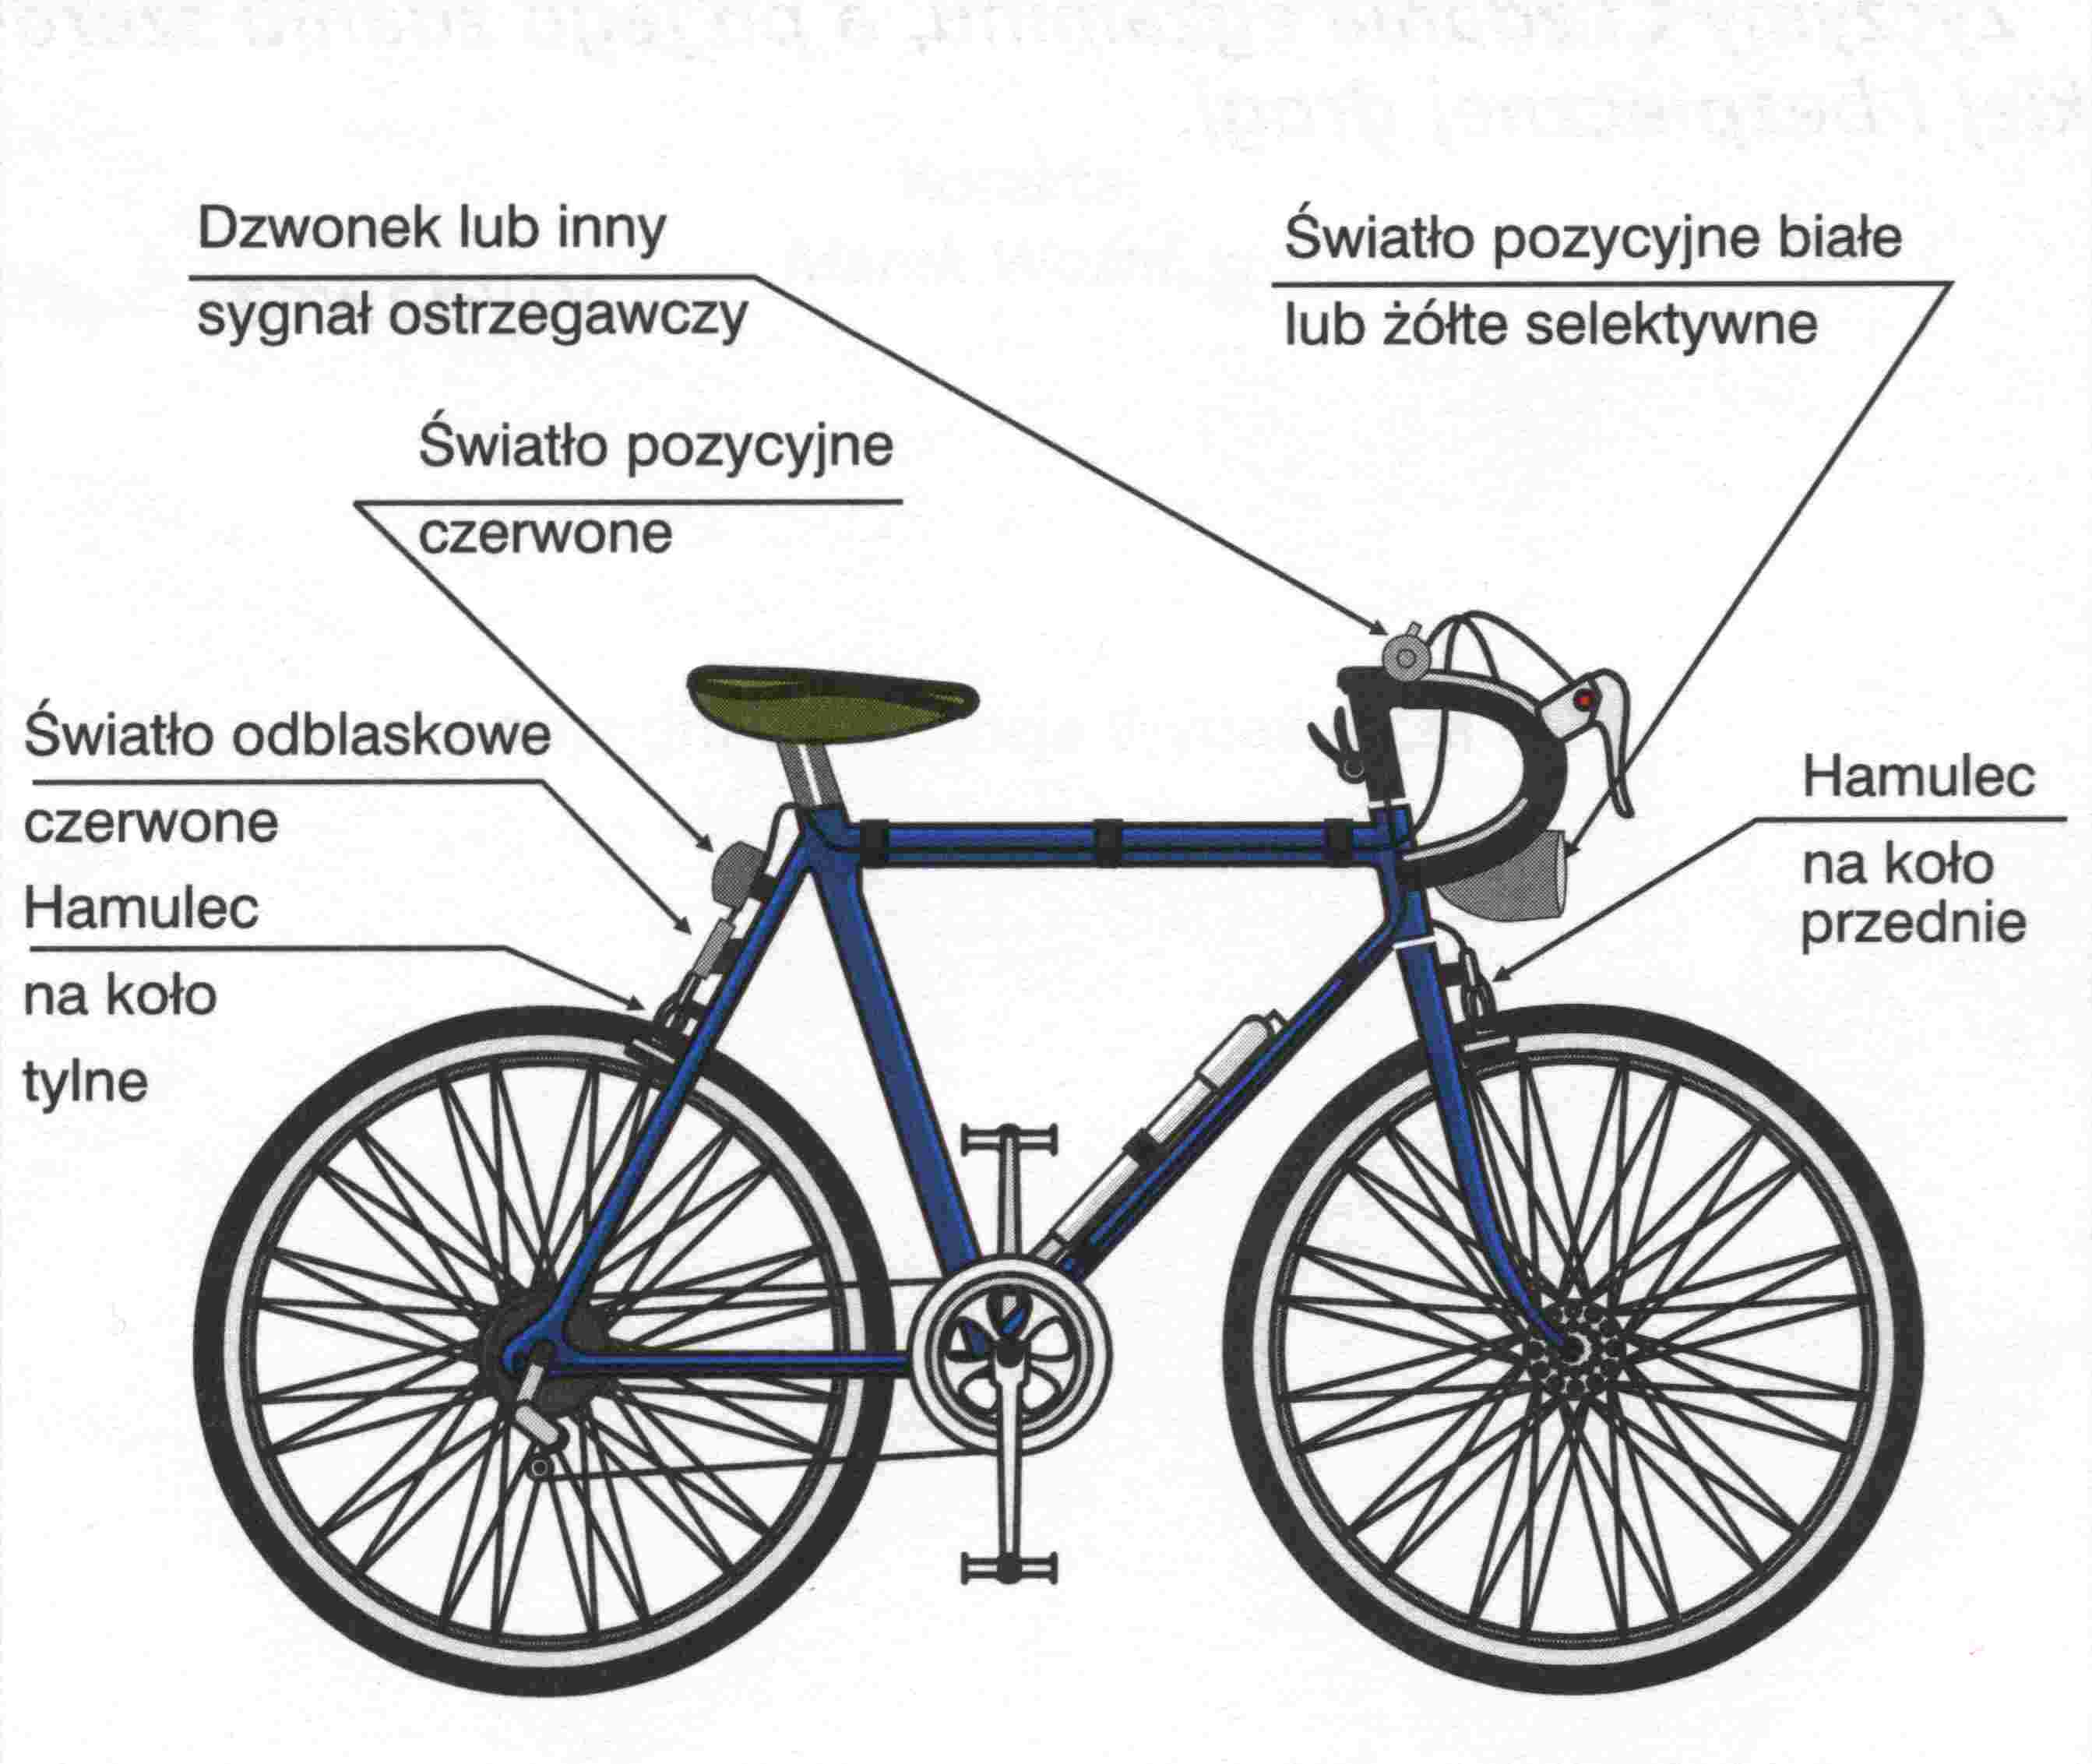 Dzwonek lub inny
sygnał ostrzegawczy
Światło pozycyjne białe
lub żółte selektywne
Światło pozycyjne
czerwone
Światło odblaskowe
czerwone
Hamulec
na koło
tylne
Hamulec
na koło
przednie